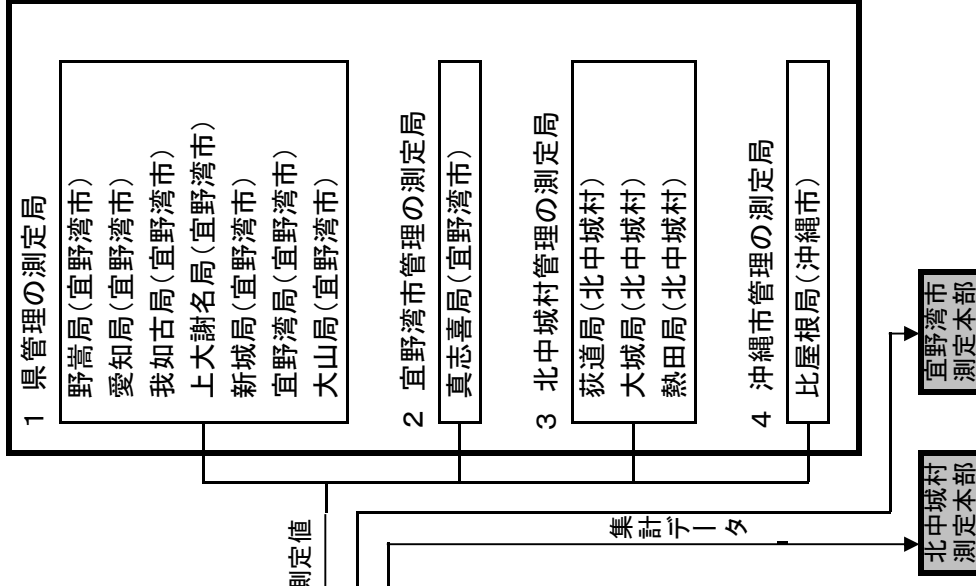 1 県管理の測定局
野嵩局(宜野湾市)
愛知局(宜野湾市)
我如古局(宜野湾市)
上大謝名局(宜野湾市)
新城局(宜野湾市)
宜野湾局(宜野湾市)
大山局(宜野湾市)
2 宜野湾市管理の測定局
真志喜局(宜野湾市)
3 北中城村管理の測定局
荻道局(北中城村)
大城局(北中城村)
熱田局(北中城村)
4 沖縄市管理の測定局
比屋根局(沖縄市)
測定値
集計データ
宜野湾市
測定本部
北中城村
測定本部